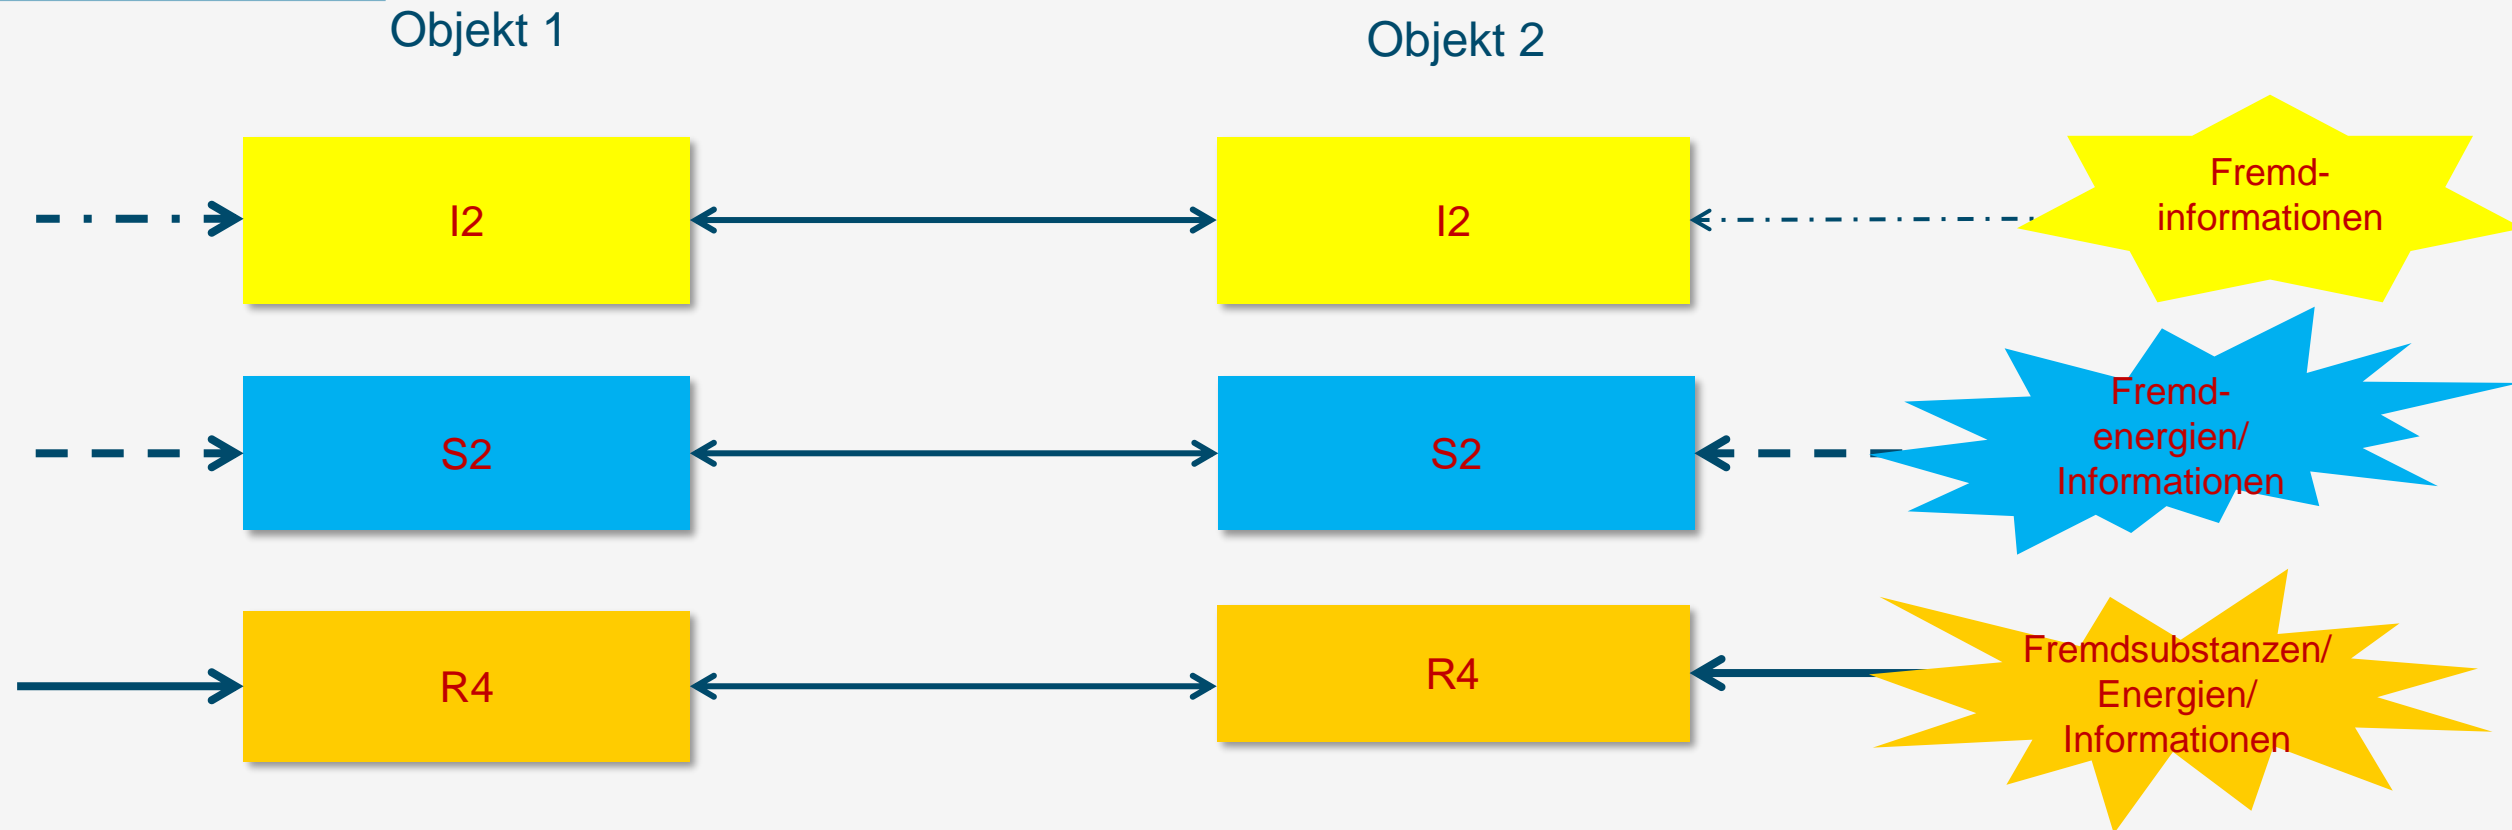 Objekt 1
Objekt 2
I2
I2
Fremd-
informationen
S2
S2
Fremd-
energien/
Informationen
R4
R4
Fremdsubstanzen/
Energien/
Informationen